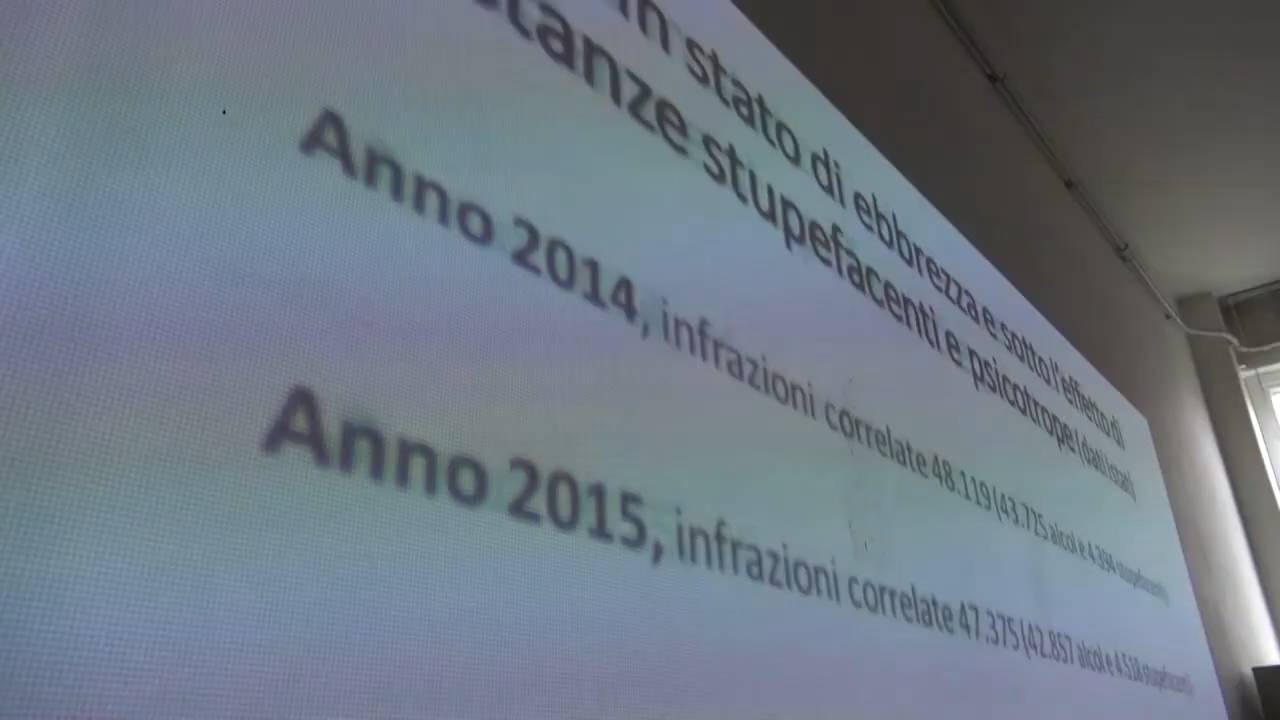 in stato di ebbrezza e sotto l'effetto di
stanze stupefacenti e psicotrope (dati istat)
Anno 2014, infrazioni correlate 48.119 (43.725 alcol e 4.394 stupefacenti)
Anno 2015, infrazioni correlate 47.375 (42.857 alcol e 4.518 stupefacenti)